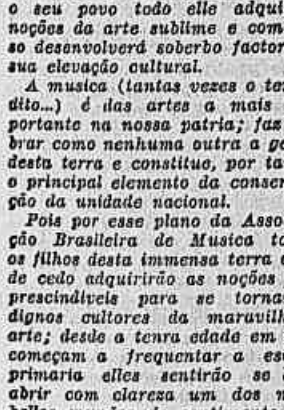 o seu povo todo elle adqui
noções da arte sublime e com
so desenvolverá soberbo factor
sua elevação cultural.
A musica (tantas vezes o te
dito...) é das artes a mais
portante na nossa patria; faz
brar como nenhuma outra a ge
desta terra e constitue, por ta
o principal elemento da conser
ção da unidade nacional.
Pois por esse plano da Asso
ção Brasileira de Musica to
os filhos desta immensa terra
de cedo adquirirão as noções
prescindiveis para se torna
dignos cultores da maravilh
arte; desde a tenra edade em
começam a frequentar a es
primaria elles sentirão se
abrir com clareza um dos